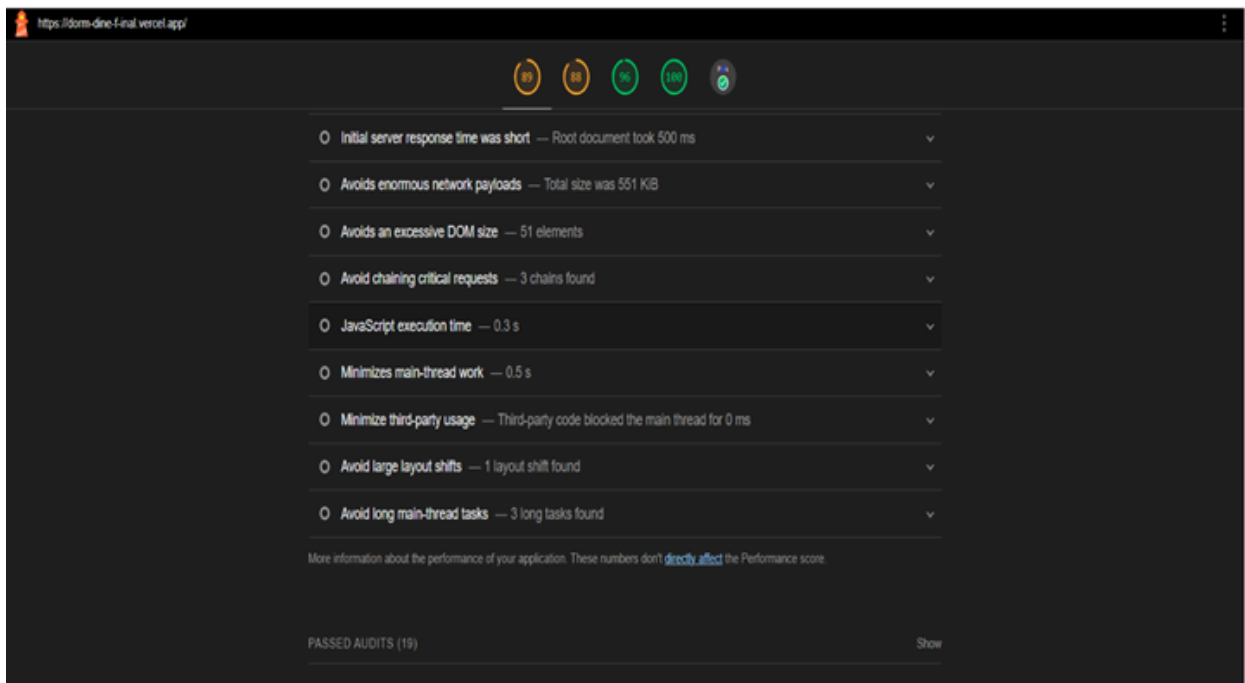 https://dorm-dine-f-inal.vercel.app/
89 88 96 100
Initial server response time was short — Root document took 500 ms
Avoids enormous network payloads — Total size was 551 KiB
Avoids an excessive DOM size — 51 elements
Avoid chaining critical requests — 3 chains found
JavaScript execution time — 0.3 s
Minimizes main-thread work — 0.5 s
Minimize third-party usage — Third-party code blocked the main thread for 0 ms
Avoid large layout shifts — 1 layout shift found
Avoid long main-thread tasks — 3 long tasks found
More information about the performance of your application. These numbers don't directly affect the Performance score.
PASSED AUDITS (19) Show